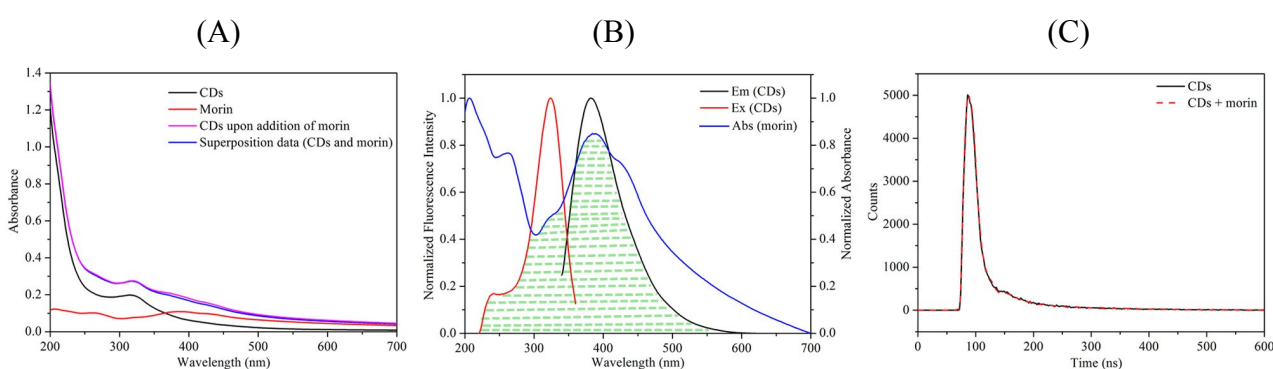 (A)
1.4
1.2
1.0
0.8
0.6
0.4
0.2
0.0
Absorbance
CDs
Morin
CDs upon addition of morin
Superposition data (CDs and morin)
200 300 400 500 600 700
Wavelength (nm)
(B)
1.0
0.8
0.6
0.4
0.2
0.0
Normalized Fluorescence Intensity
Em (CDs)
Ex (CDs)
Abs (morin)
1.0
0.8
0.6
0.4
0.2
0.0
Normalized Absorbance
200 300 400 500 600 700
Wavelength (nm)
(C)
5000
4000
3000
2000
1000
0
Counts
CDs
CDs + morin
0 100 200 300 400 500 600
Time (ns)